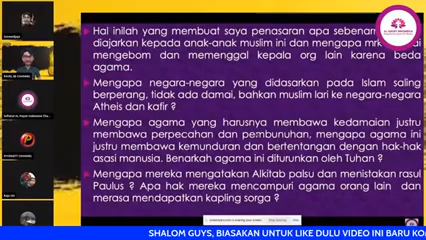 Hal inilah yang membuat saya penasaran apa sebenarnya
diajarkan kepada anak-anak muslim ini dan mengapa
mengebom dan memenggal kepala org lain karena beda
agama.
Mengapa negara-negara yang didasarkan pada Islam saling
berperang, tidak ada damai, bahkan muslim lari ke negara-negara
Atheis dan kafir ?
Mengapa agama yang harusnya membawa kedamaian justru
membawa perpecahan dan pembunuhan, mengapa agama ini
justru membawa kemunduran dan bertentangan dengan hak-hak
asasi manusia. Benarkah agama ini diturunkan oleh Tuhan ?
Mengapa mereka mengatakan Alkitab palsu dan menistakan rasul
Paulus ? Apa hak mereka mencampuri agama orang lain dan
merasa mendapatkan kapling sorga ?
SHALOM GUYS, BIASAKAN UNTUK LIKE DULU VIDEO INI BARU